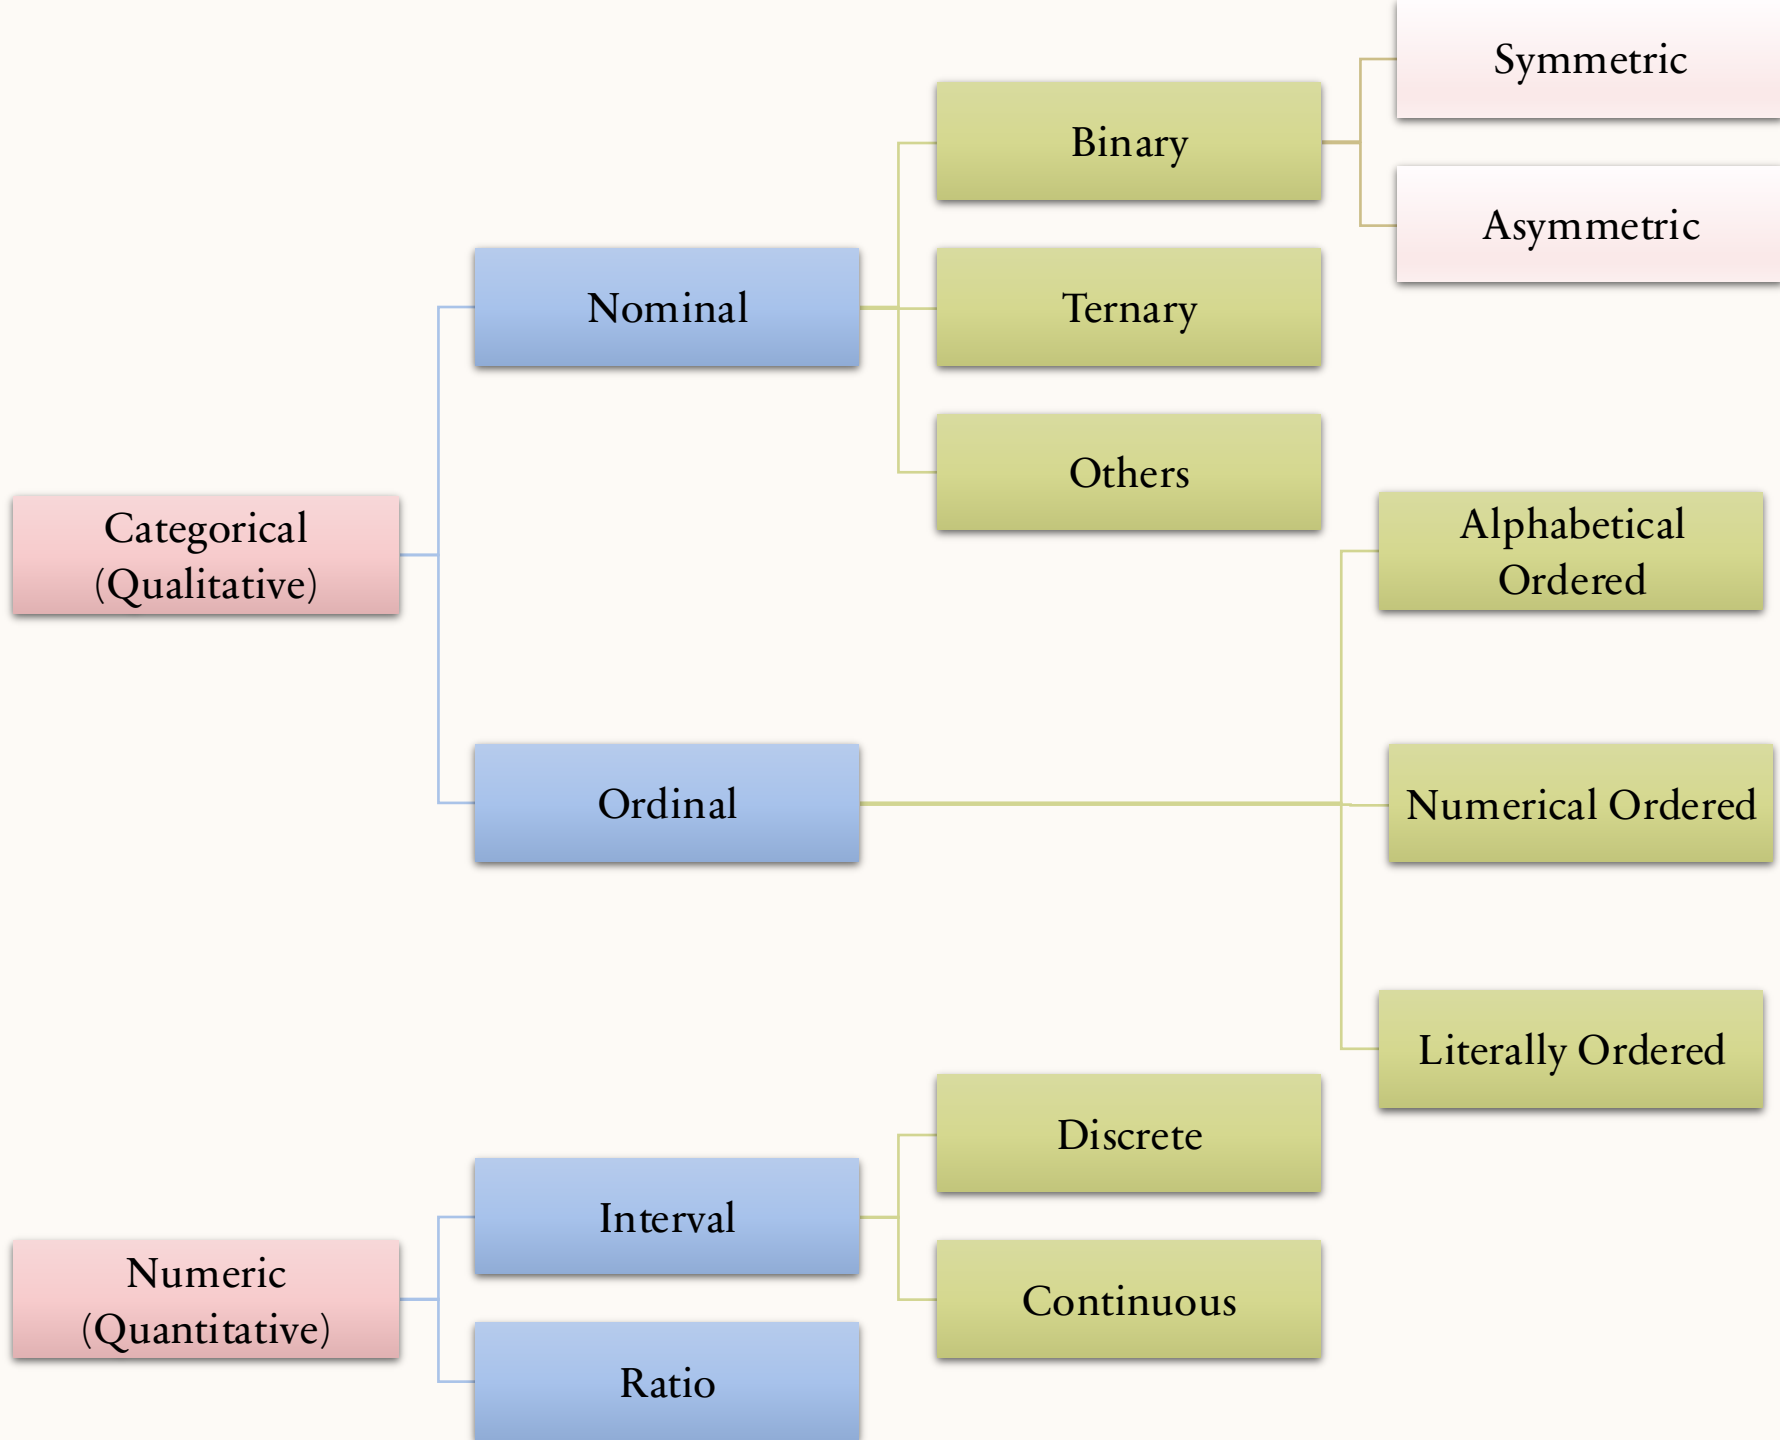 Symmetric
Binary
Asymmetric
Nominal
Ternary
Others
Categorical
(Qualitative)
Alphabetical
Ordered
Ordinal
Numerical Ordered
Literally Ordered
Discrete
Interval
Numeric
(Quantitative)
Continuous
Ratio